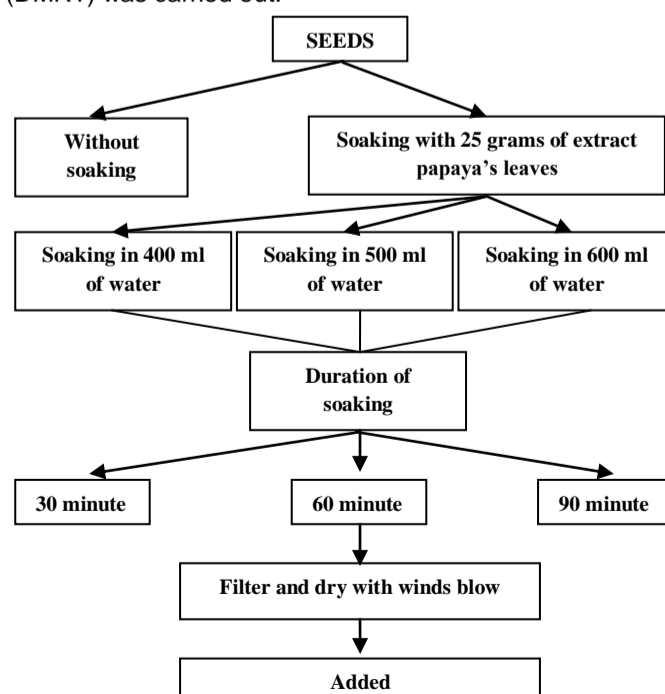 (DMRT) was carried out.
SEEDS
Without
soaking
Soaking with 25 grams of extract
papaya's leaves
Soaking in 400 ml
of water
Soaking in 500 ml
of water
Soaking in 600 ml
of water
Duration of
soaking
30 minute
60 minute
90 minute
Filter and dry with winds blow
Added